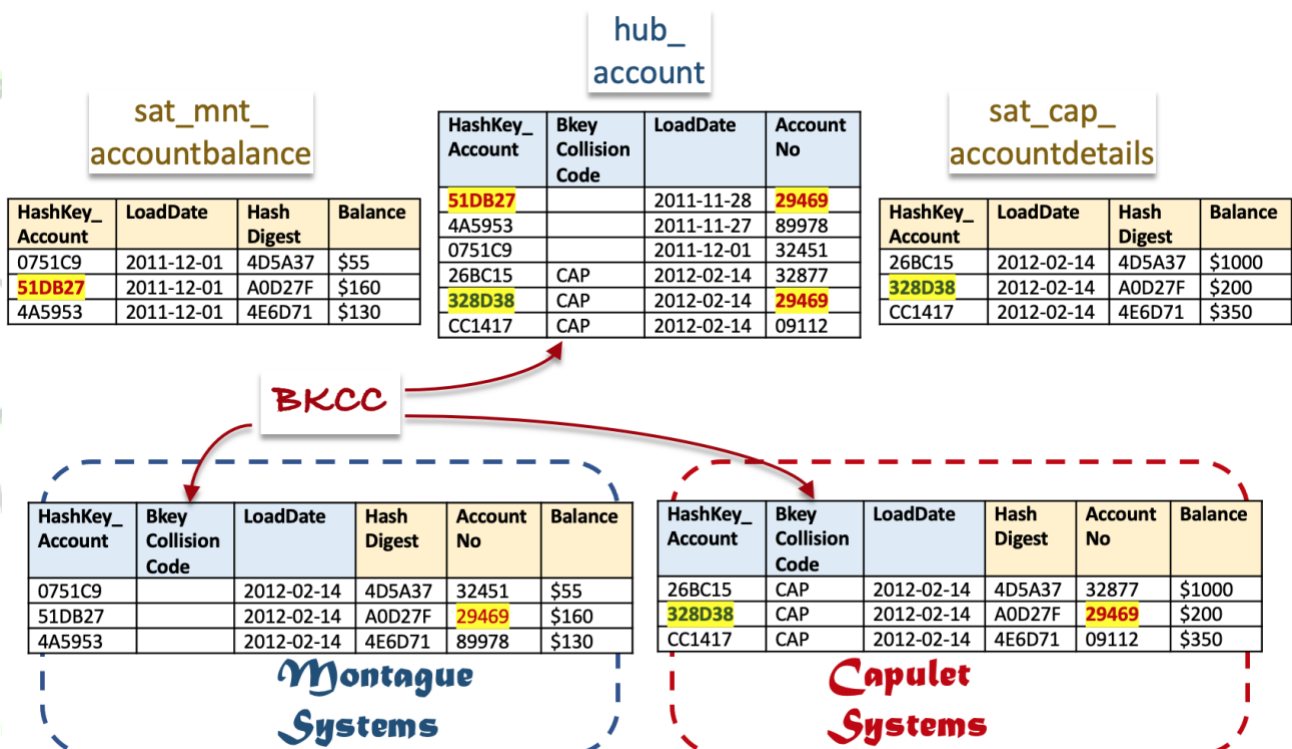 hub_
account
sat_mnt_
accountbalance
sat_cap_
accountdetails
HashKey_ Bkey LoadDate Account
Account Collision No
Code
51DB27 2011-11-28 29469
4A5953 2011-11-27 89978
0751C9 2011-12-01 32451
26BC15 CAP 2012-02-14 32877
328D38 CAP 2012-02-14 29469
CC1417 CAP 2012-02-14 09112
HashKey_ LoadDate Hash Balance
Account Digest
0751C9 2011-12-01 4D5A37 $55
51DB27 2011-12-01 A0D27F $160
4A5953 2011-12-01 4E6D71 $130
HashKey_ LoadDate Hash Balance
Account Digest
26BC15 2012-02-14 4D5A37 $1000
328D38 2012-02-14 A0D27F $200
CC1417 2012-02-14 4E6D71 $350
BKCC
HashKey_ Bkey LoadDate Hash Account Balance
Account Collision Digest No
Code
0751C9 2012-02-14 4D5A37 32451 $55
51DB27 2012-02-14 A0D27F 29469 $160
4A5953 2012-02-14 4E6D71 89978 $130
Montague
Systems
HashKey_ Bkey LoadDate Hash Account Balance
Account Collision Digest No
Code
26BC15 CAP 2012-02-14 4D5A37 32877 $1000
328D38 CAP 2012-02-14 A0D27F 29469 $200
CC1417 CAP 2012-02-14 4E6D71 09112 $350
Capulet
Systems